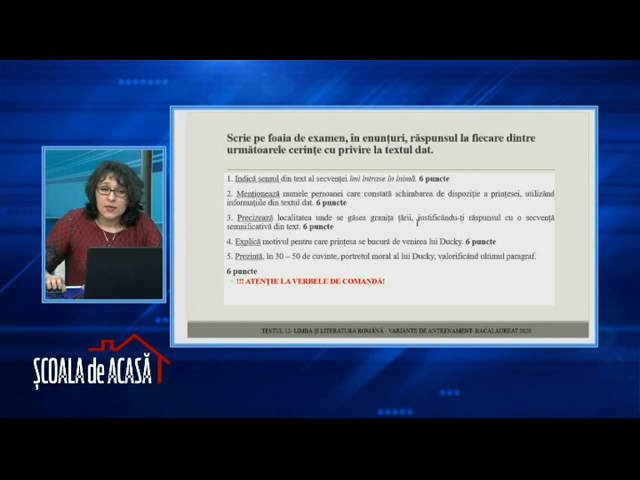 Scrie pe foaia de examen, în enunțuri, răspunsul la fiecare dintre
următoarele cerințe cu privire la textul dat.
1. Indică sensul din text al secvenței îmi intrase în inimă. 6 puncte
2. Menționează numele persoanei care constată schimbarea de dispoziție a prințesei, utilizând
informațiile din textul dat. 6 puncte
3. Precizează localitatea unde se găsea granița țării, justificându-ți răspunsul cu o secvență
semnificativă din text. 6 puncte
4. Explică motivul pentru care prințesa se bucură de venirea lui Ducky. 6 puncte
5. Prezintă, în 30 – 50 de cuvinte, portretul moral al lui Ducky, valorificând ultimul paragraf.
6 puncte
!!! ATENȚIE LA VERBELE DE COMANDĂ!
TESTUL 12- LIMBA ȘI LITERATURA ROMÂNĂ - VARIANTE DE ANTRENAMENT- BACALAUREAT 2020
ȘCOALA de ACASĂ